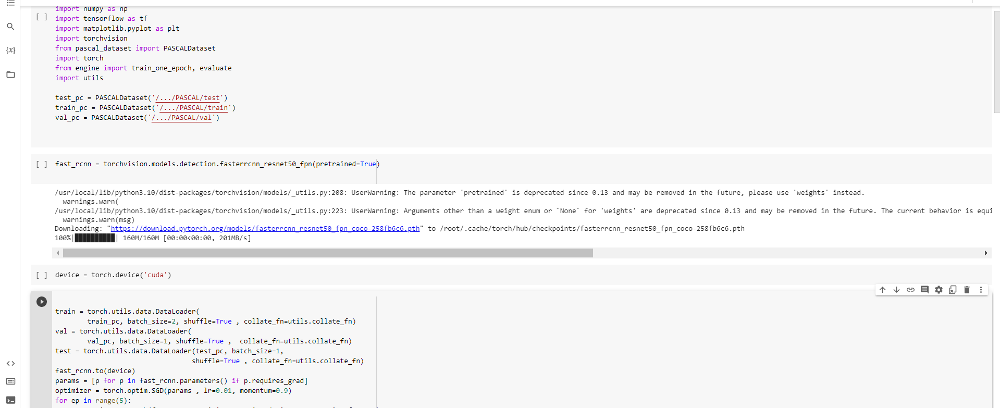 import numpy as np
[ ] import tensorflow as tf
import matplotlib.pyplot as plt
import torchvision
from pascal_dataset import PASCALDataset
import torch
from engine import train_one_epoch, evaluate
import utils
test_pc = PASCALDataset('/.../PASCAL/test')
train_pc = PASCALDataset('/.../PASCAL/train')
val_pc = PASCALDataset('/.../PASCAL/val')
[ ] fast_rcnn = torchvision.models.detection.fasterrcnn_resnet50_fpn(pretrained=True)
/usr/local/lib/python3.10/dist-packages/torchvision/models/_utils.py:208: UserWarning: The parameter 'pretrained' is deprecated since 0.13 and may be removed in the future, please use 'weights' instead.
  warnings.warn(
/usr/local/lib/python3.10/dist-packages/torchvision/models/_utils.py:223: UserWarning: Arguments other than a weight enum or `None` for 'weights' are deprecated since 0.13 and may be removed in the future. The current behavior is equi
  warnings.warn(msg)
Downloading: "https://download.pytorch.org/models/fasterrcnn_resnet50_fpn_coco-258fb6c6.pth" to /root/.cache/torch/hub/checkpoints/fasterrcnn_resnet50_fpn_coco-258fb6c6.pth
100%|██████████| 160M/160M [00:00<00:00, 201MB/s]
[ ] device = torch.device('cuda')
train = torch.utils.data.DataLoader(
        train_pc, batch_size=2, shuffle=True , collate_fn=utils.collate_fn)
val = torch.utils.data.DataLoader(
        val_pc, batch_size=1, shuffle=True ,  collate_fn=utils.collate_fn)
test = torch.utils.data.DataLoader(test_pc, batch_size=1,
                                  shuffle=True , collate_fn=utils.collate_fn)
fast_rcnn.to(device)
params = [p for p in fast_rcnn.parameters() if p.requires_grad]
optimizer = torch.optim.SGD(params , lr=0.01, momentum=0.9)
for ep in range(5):